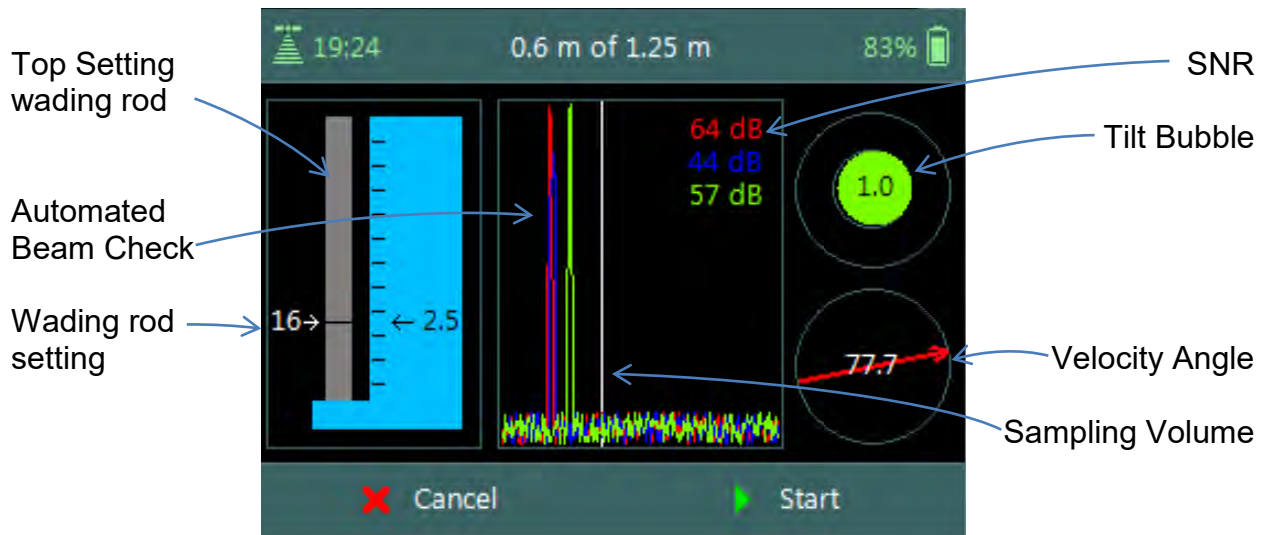 19:24
0.6 m of 1.25 m
83%
Top Setting
wading rod
Automated
Beam Check
Wading rod
setting
16→
← 2.5
64 dB
44 dB
57 dB
1.0
77.7
SNR
Tilt Bubble
Velocity Angle
Sampling Volume
Cancel
Start